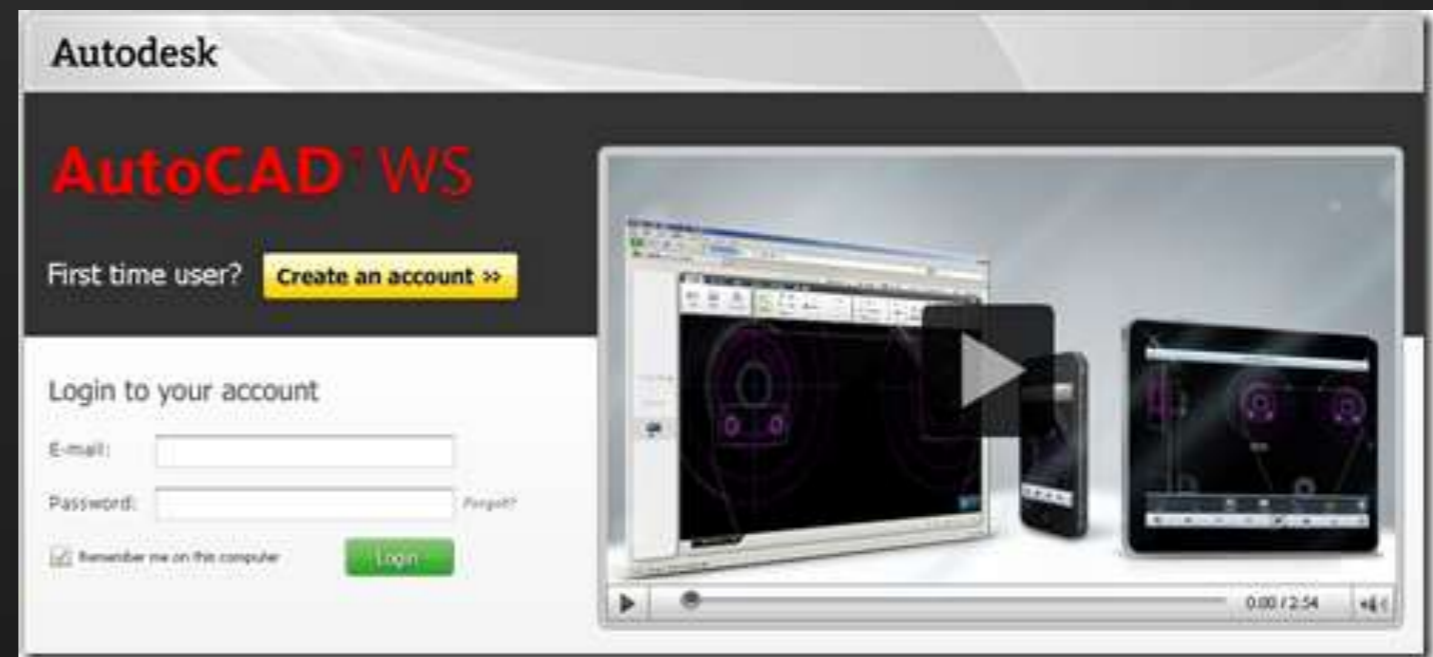 Autodesk
AutoCAD WS
First time user? Create an account >>
Login to your account
E-mail:
Password: Forgot?
Remember me on this computer Login
0:00 / 2:54